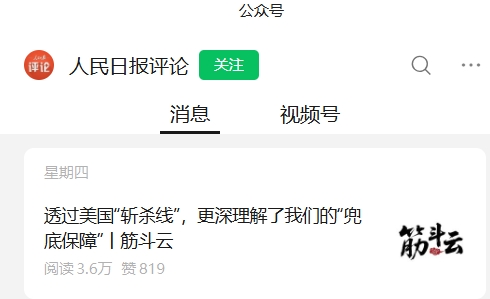 公众号
评论
人民日报评论
关注
消息 视频号
星期四
透过美国“斩杀线”，更深理解了我们的“兜
底保障”丨筋斗云
筋斗云
阅读 3.6万 赞 819